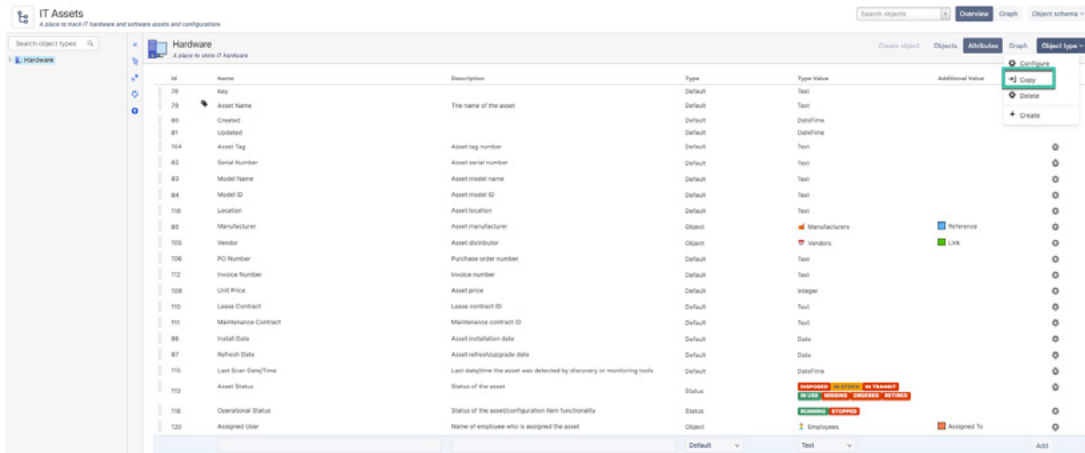 IT Assets
A place to track IT hardware and software assets and configurations
Search objects
Overview Graph Object schema
Search object types
Hardware
Hardware
A place to store IT hardware
Create object Objects Attributes Graph Object type
Configure
Copy
Delete
Create
Id Name Description Type Type Value Additional Value
78 Key Default Text
79 Asset Name The name of the asset Default Text
80 Created Default DateTime
81 Updated Default DateTime
104 Asset Tag Asset tag number Default Text
82 Serial Number Asset serial number Default Text
83 Model Name Asset model name Default Text
84 Model ID Asset model ID Default Text
118 Location Asset location Default Text
85 Manufacturer Asset manufacturer Object Manufacturers Reference
105 Vendor Asset distributor Object Vendors Link
106 PO Number Purchase order number Default Text
112 Invoice Number Invoice number Default Text
109 Unit Price Asset price Default Integer
110 Lease Contract Lease contract ID Default Text
111 Maintenance Contract Maintenance contract ID Default Text
86 Install Date Asset installation date Default Date
87 Refresh Date Asset refresh/upgrade date Default Date
115 Last Scan Date/Time Last date/time the asset was detected by discovery or monitoring tools Default DateTime
113 Asset Status Status of the asset Status DISPOSED IN STOCK IN TRANSIT
IN USE MISSING ORDERED RETIRED
116 Operational Status Status of the asset/configuration item functionality Status RUNNING STOPPED
120 Assigned User Name of employee who is assigned the asset Object Employees Assigned To
Default Text Add